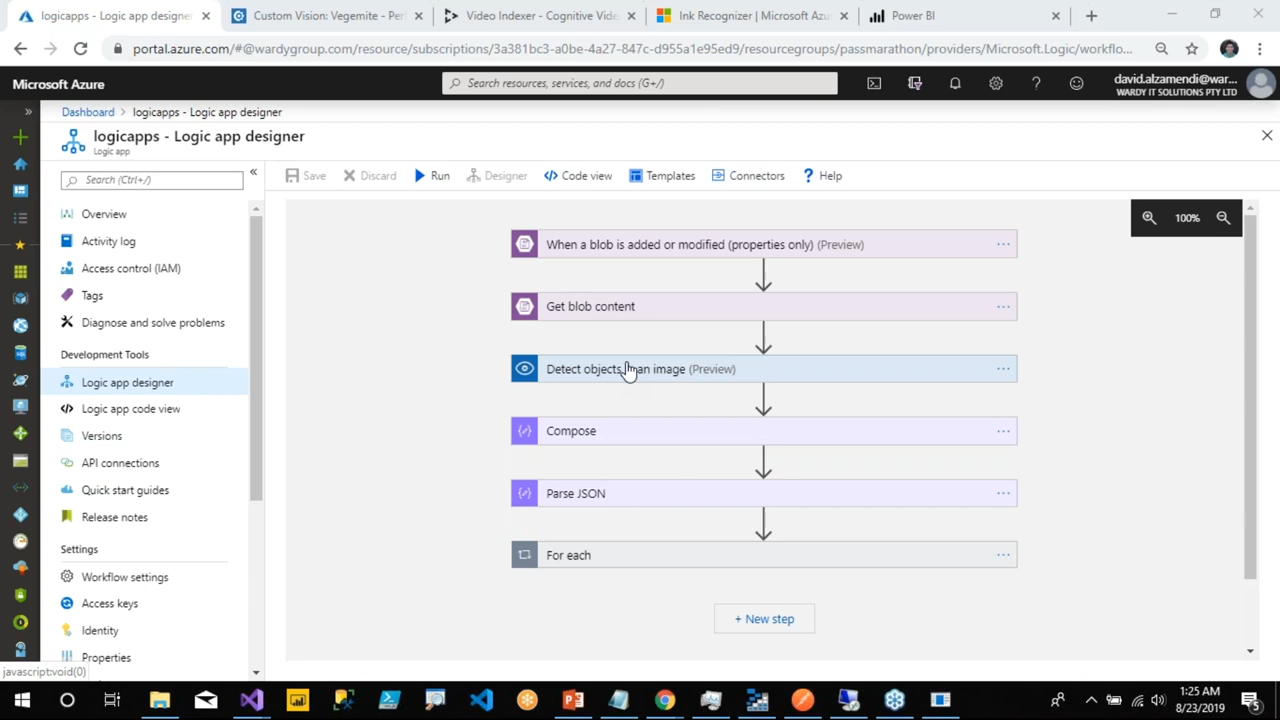 logicapps - Logic app designer
Custom Vision: Vegemite - Per
Video Indexer - Cognitive Vide
Ink Recognizer | Microsoft Azu
Power BI
portal.azure.com/#@wardygroup.com/resource/subscriptions/3a381bc3-a0be-4a27-847c-d955a1e95ed9/resourcegroups/passmarathon/providers/Microsoft.Logic/workflo...
Microsoft Azure
Search resources, services, and docs (G+/)
david.alzamendi@war...
WARDY IT SOLUTIONS PTY LTD
Dashboard > logicapps - Logic app designer
logicapps - Logic app designer
Logic app
Search (Ctrl+/)
Save
Discard
Run
Designer
Code view
Templates
Connectors
Help
Overview
Activity log
Access control (IAM)
Tags
Diagnose and solve problems
Development Tools
Logic app designer
Logic app code view
Versions
API connections
Quick start guides
Release notes
Settings
Workflow settings
Access keys
Identity
Properties
100%
When a blob is added or modified (properties only) (Preview)
Get blob content
Detect objects an image (Preview)
Compose
Parse JSON
For each
+ New step
javascript:void(0)
1:25 AM
8/23/2019
5